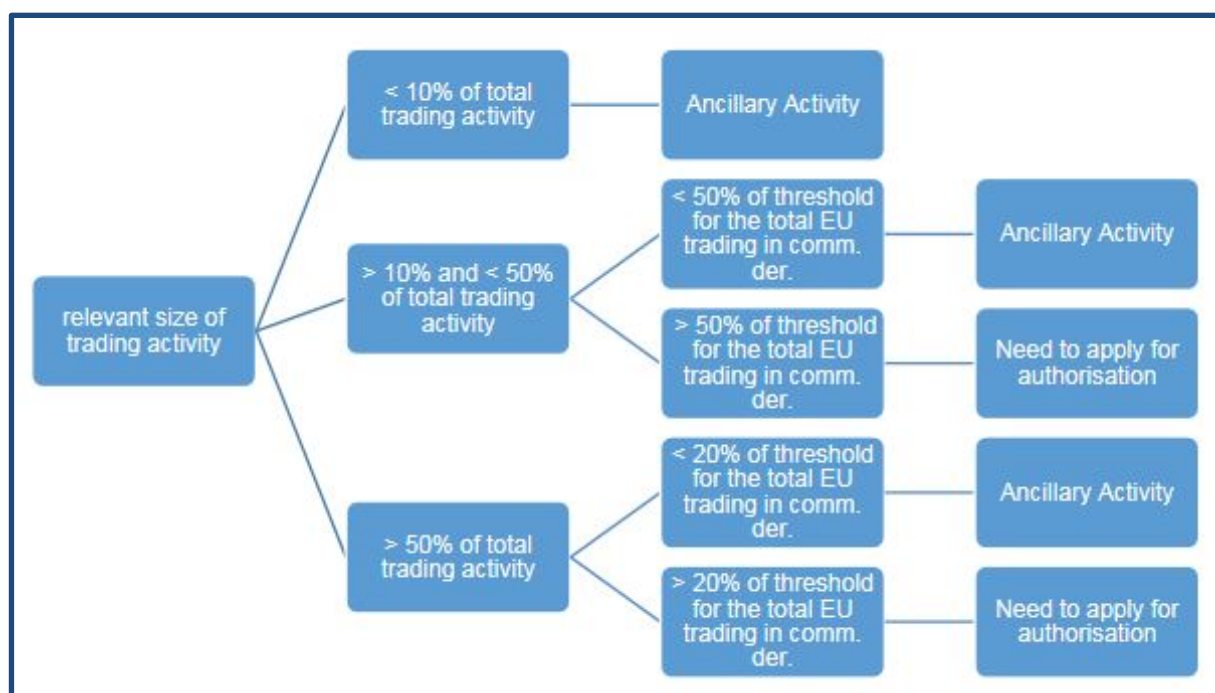 relevant size of
trading activity
< 10% of total
trading activity
Ancillary Activity
> 10% and < 50%
of total trading
activity
< 50% of threshold
for the total EU
trading in comm.
der.
Ancillary Activity
> 50% of threshold
for the total EU
trading in comm.
der.
Need to apply for
authorisation
> 50% of total
trading activity
< 20% of threshold
for the total EU
trading in comm.
der.
Ancillary Activity
> 20% of threshold
for the total EU
trading in comm.
der.
Need to apply for
authorisation